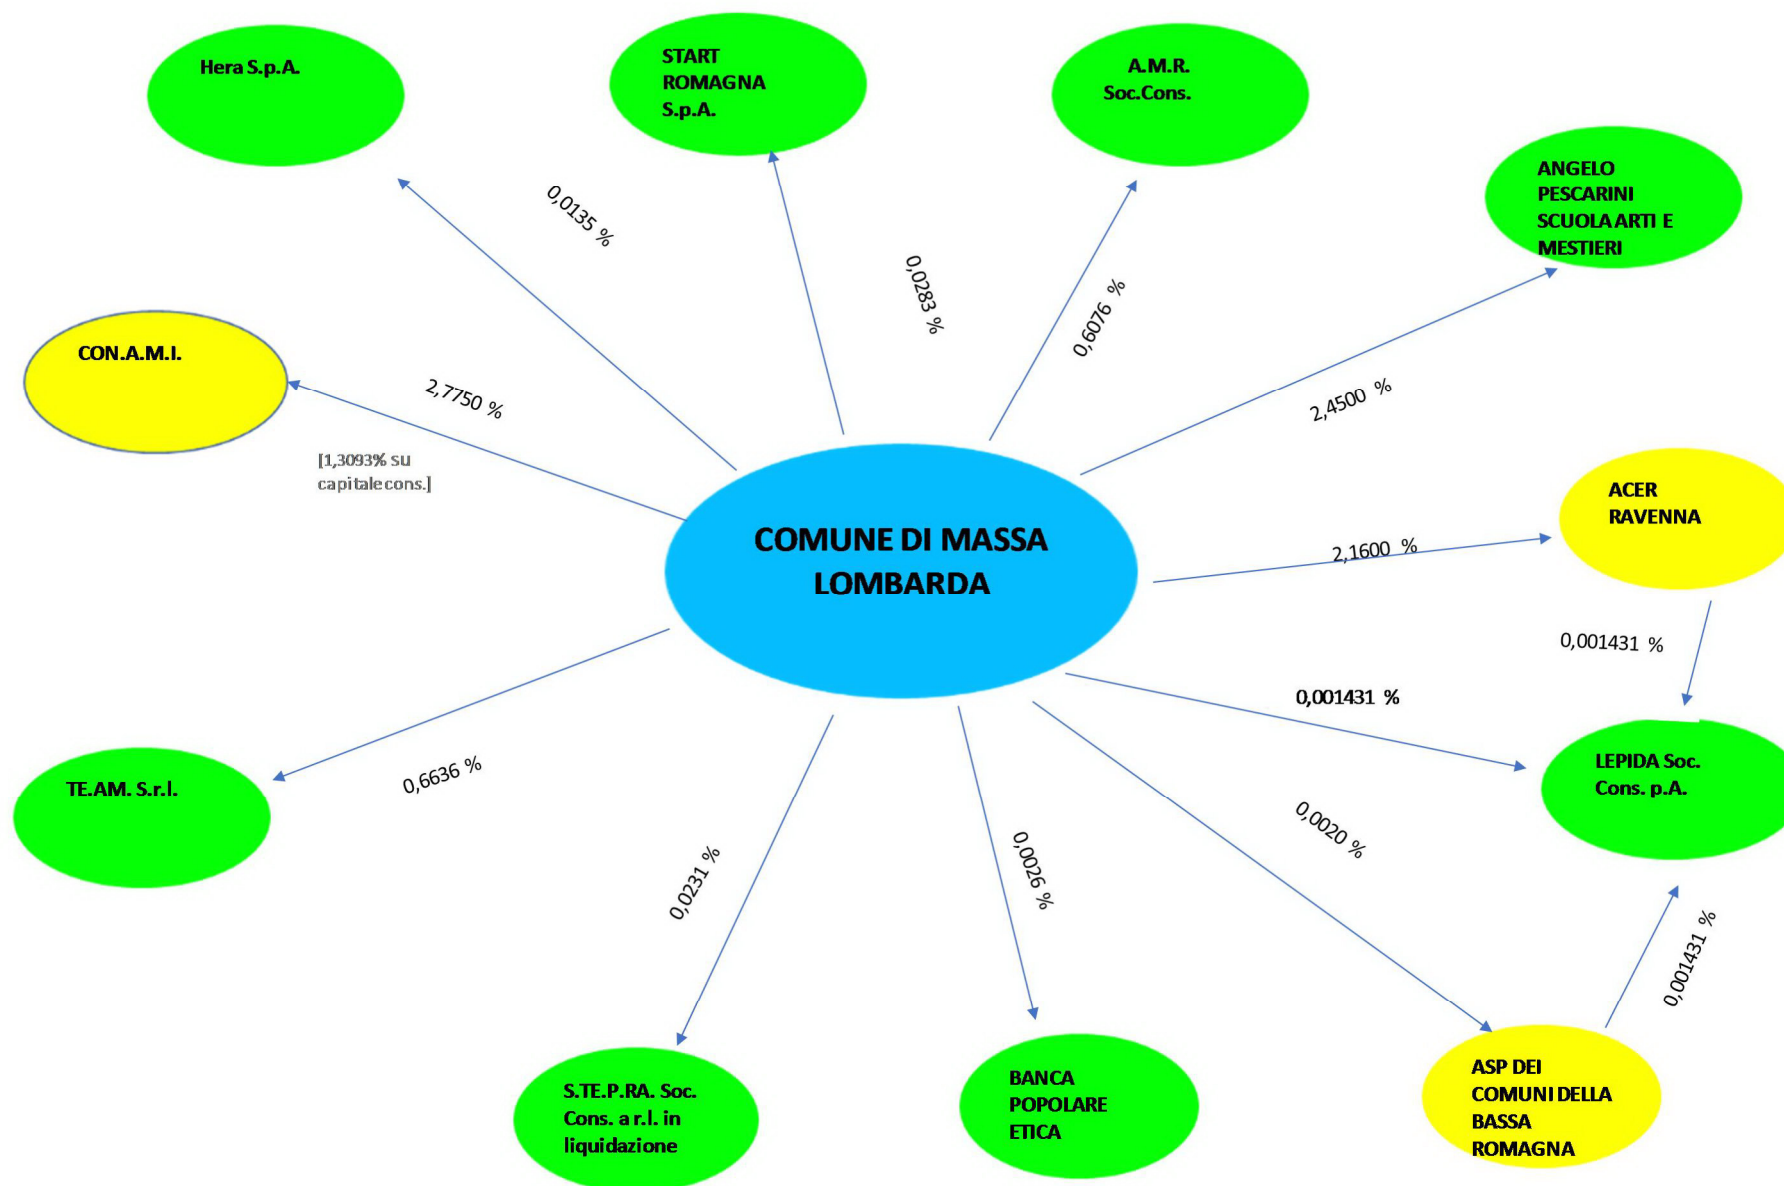 Hera S.p.A.
START
ROMAGNA
S.p.A.
A.M.R.
Soc.Cons.
ANGELO
PESCARINI
SCUOLA ARTI E
MESTIERI
0,0135 %
0,0283 %
0,6076 %
2,4500 %
CON.A.M.I.
2,7750 %
[1,3093% su
capitale cons.]
COMUNE DI MASSA
LOMBARDA
ACER
RAVENNA
2,1600 %
0,001431 %
0,001431 %
LEPIDA Soc.
Cons. p.A.
TE.AM. S.r.l.
0,6636 %
0,0231 %
0,0026 %
0,0020 %
0,001431 %
S.TE.P.RA. Soc.
Cons. a r.l. in
liquidazione
BANCA
POPOLARE
ETICA
ASP DEI
COMUNI DELLA
BASSA
ROMAGNA